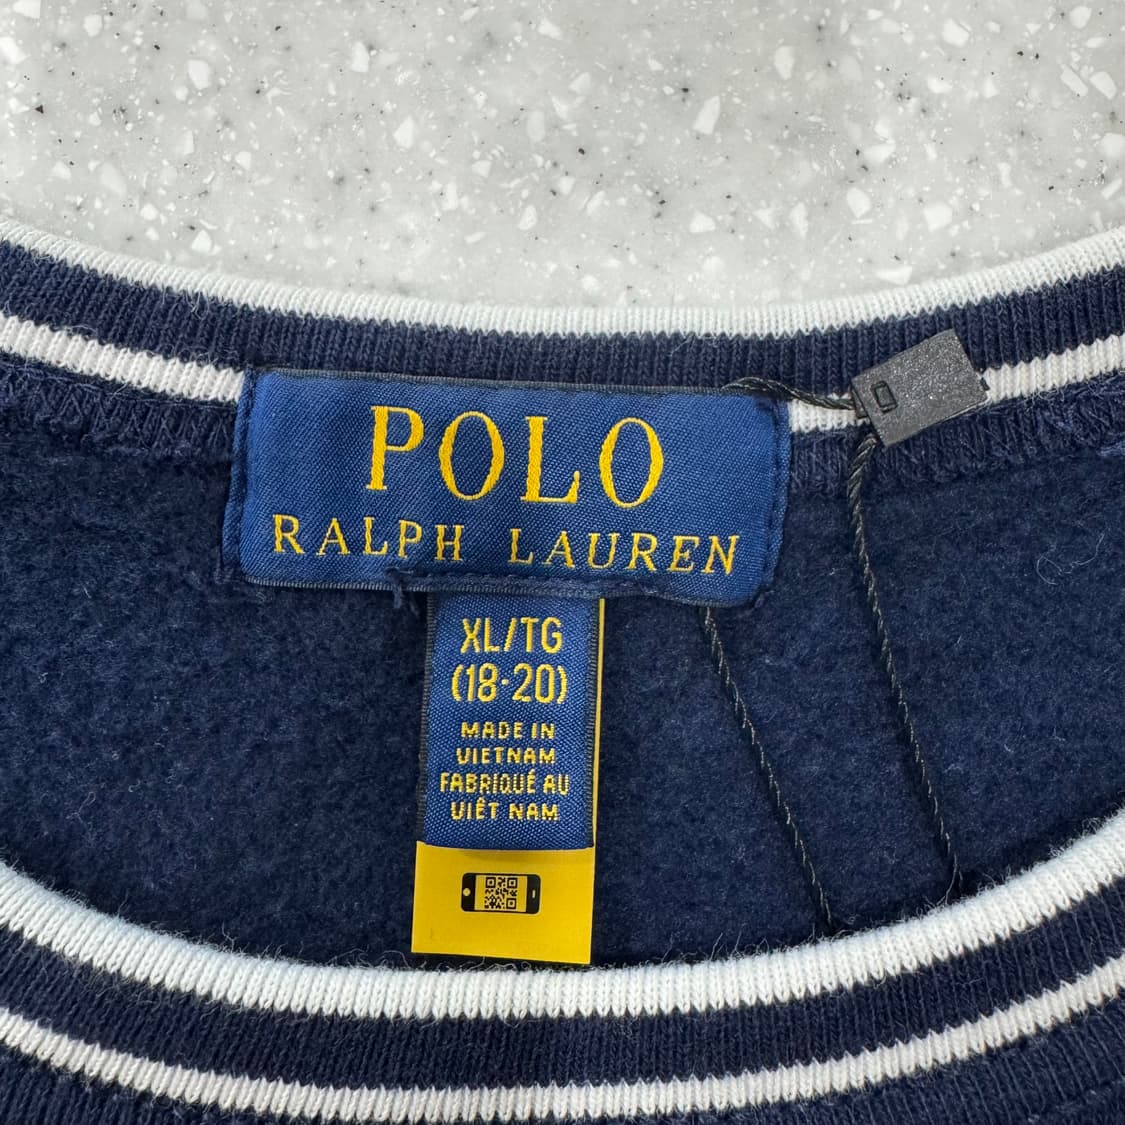 POLO
RALPH LAUREN
XL/TG
(18-20)
MADE IN
VIETNAM
FABRIQUÉ AU
VIÊT NAM